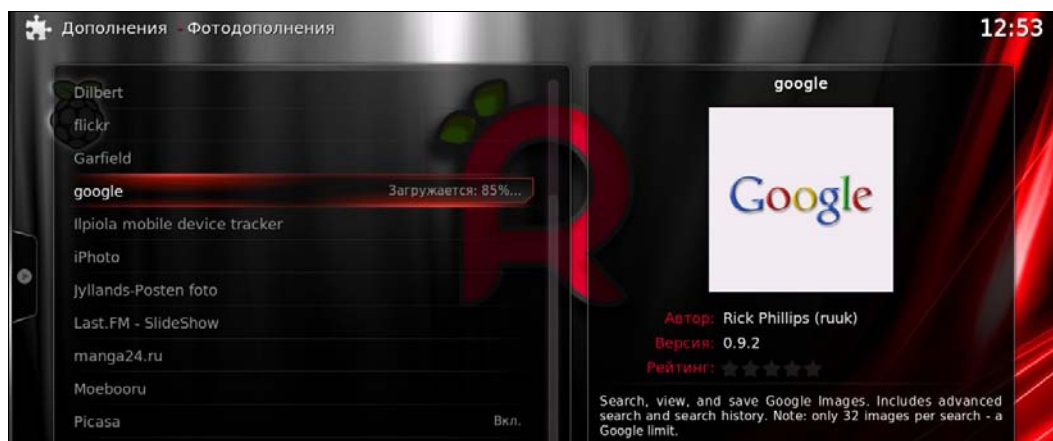 Дополнения - Фотодополнения
12:53
Dilbert
flickr
Garfield
google Загружается: 85%...
Ilpiola mobile device tracker
iPhoto
Jyllands-Posten foto
Last.FM - SlideShow
manga24.ru
Moebooru
Picasa Вкл.
google
Google
Автор: Rick Phillips (ruuk)
Версия: 0.9.2
Рейтинг:
Search, view, and save Google Images. Includes advanced
search and search history. Note: only 32 images per search - a
Google limit.